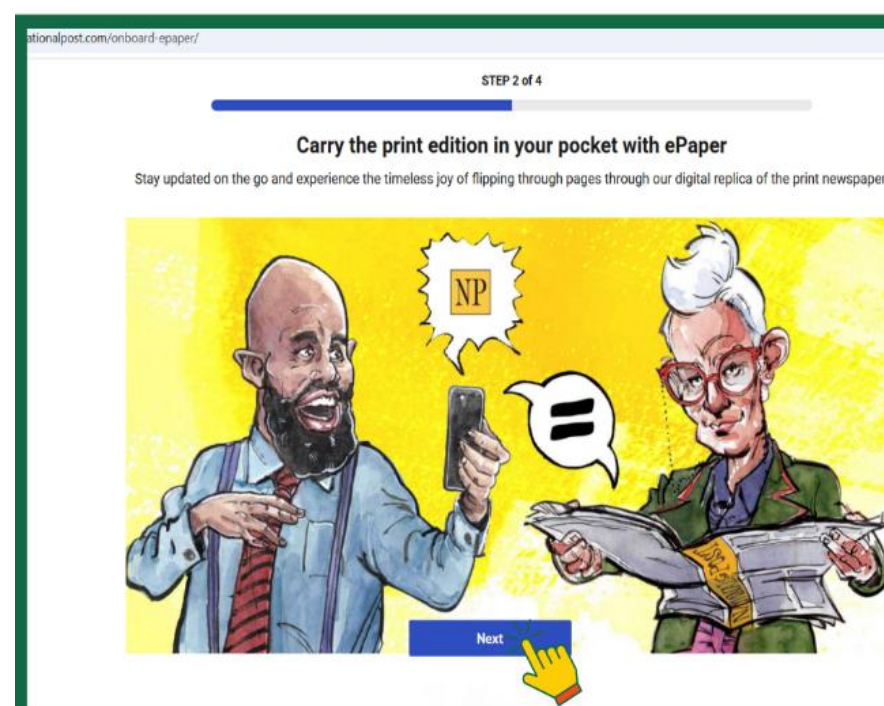 ationalpost.com/onboard-epaper/
STEP 2 of 4
Carry the print edition in your pocket with ePaper
Stay updated on the go and experience the timeless joy of flipping through pages through our digital replica of the print newspaper
NP
=
Next